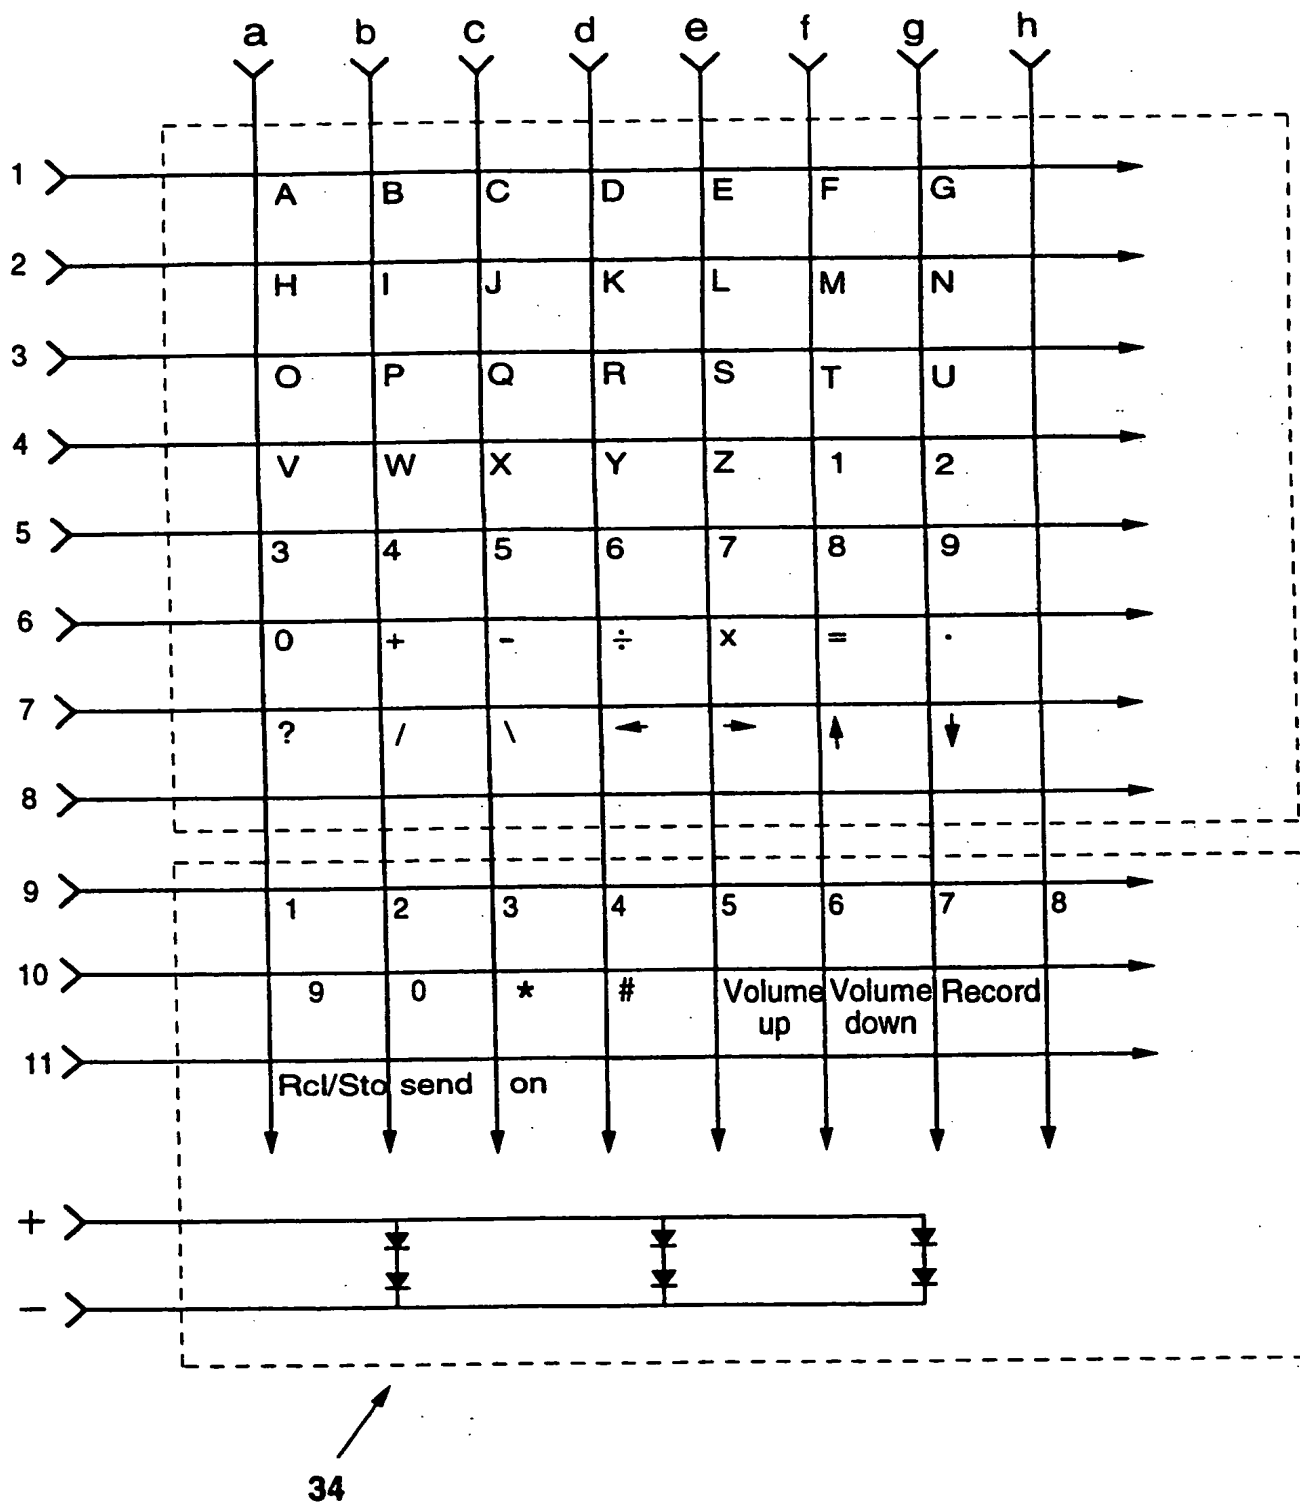 a b c d e f g h
1
A B C D E F G
2
H I J K L M N
3
O P Q R S T U
4
V W X Y Z 1 2
5
3 4 5 6 7 8 9
6
0 + - ÷ x = ·
7
? / \ ← → ↑ ↓
8
9
1 2 3 4 5 6 7 8
10
9 0 * # Volume up Volume down Record
11
Rcl/Sto send on
+
−
34